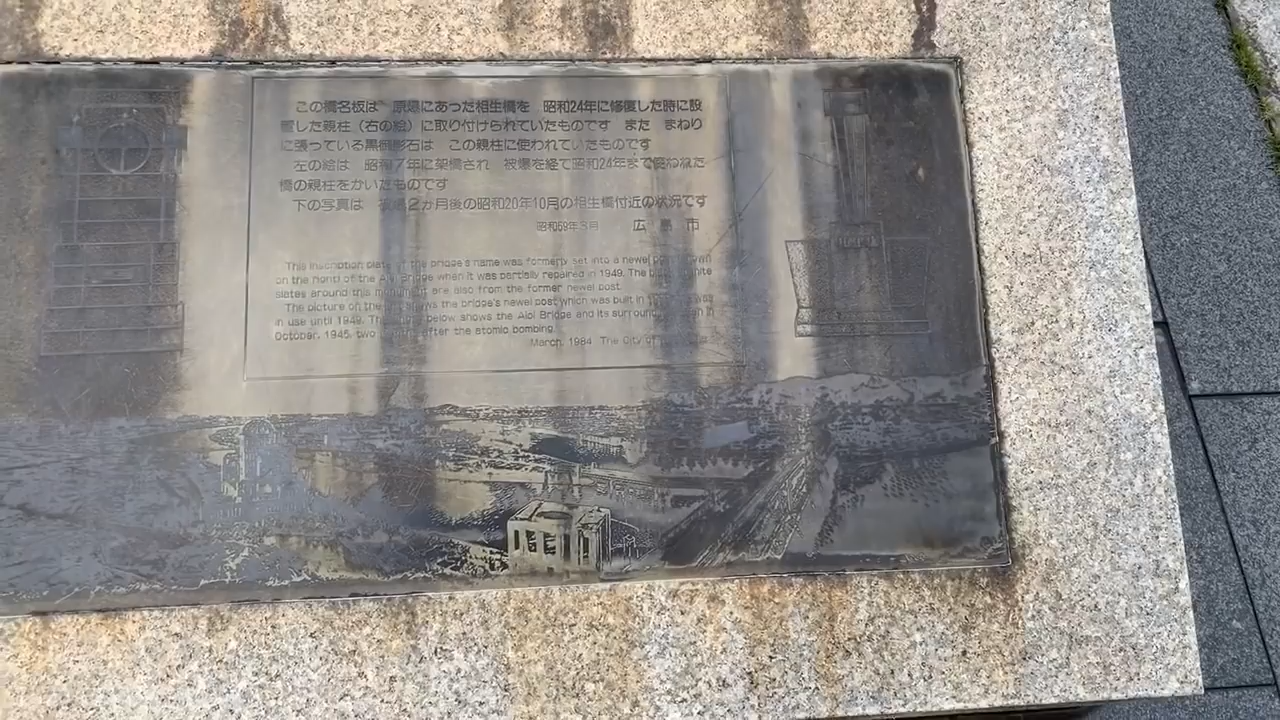 この橋名板は 原爆にあった相生橋を 昭和24年に修復した時に設
置した親柱（右の絵）に取り付けられていたものです また まわり
に張っている黒御影石は この親柱に使われていたものです
左の絵は 昭和7年に架橋され 被爆を経て昭和24年まで使われた
橋の親柱をかいたものです
下の写真は 2か月後の昭和20年10月の相生橋付近の状況です
昭和59年3月 広島市
This inscription plate of the bridge's name was formerly set into a newel
on the right) of the Aioi Bridge when it was partially repaired in 1949. The
slates around this monument are also from the former newel post.
The picture on the shows the bridge's newel post which was built in
in use until 1949. The below shows the Aioi Bridge and its in
October, 1945, two after the atomic bombing.
March, 1984 The City of